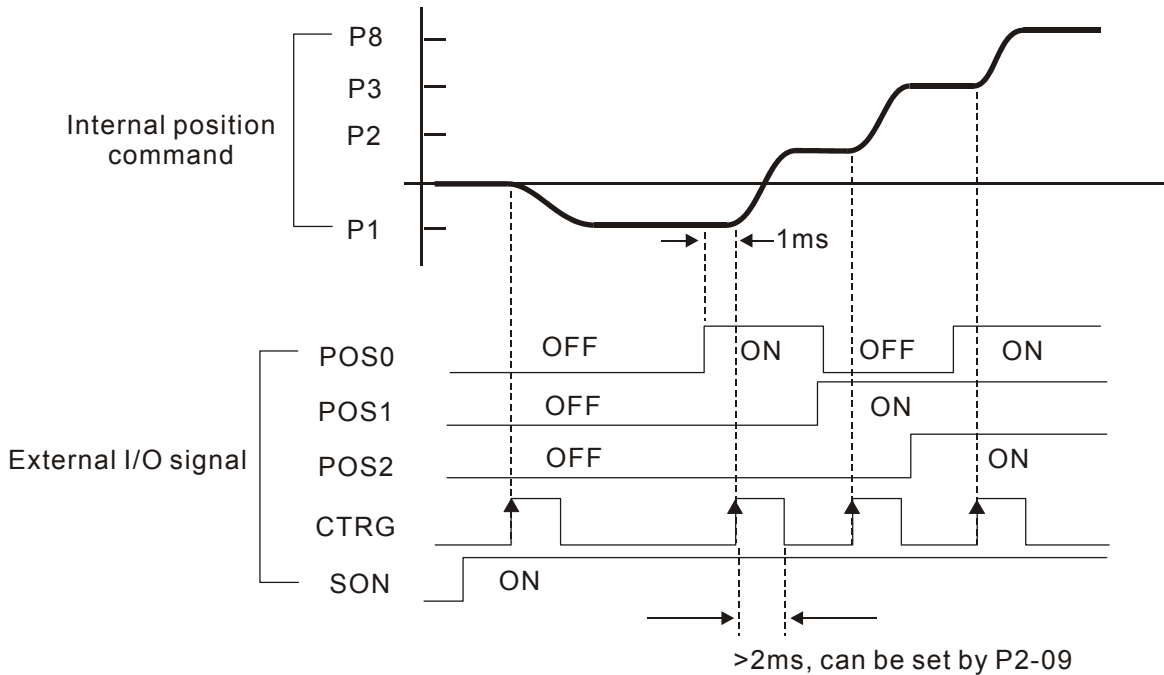 P8
P3
P2
Internal position
command
P1
1ms
POS0
OFF
ON
OFF
ON
POS1
OFF
ON
POS2
OFF
ON
External I/O signal
CTRG
SON
ON
>2ms, can be set by P2-09